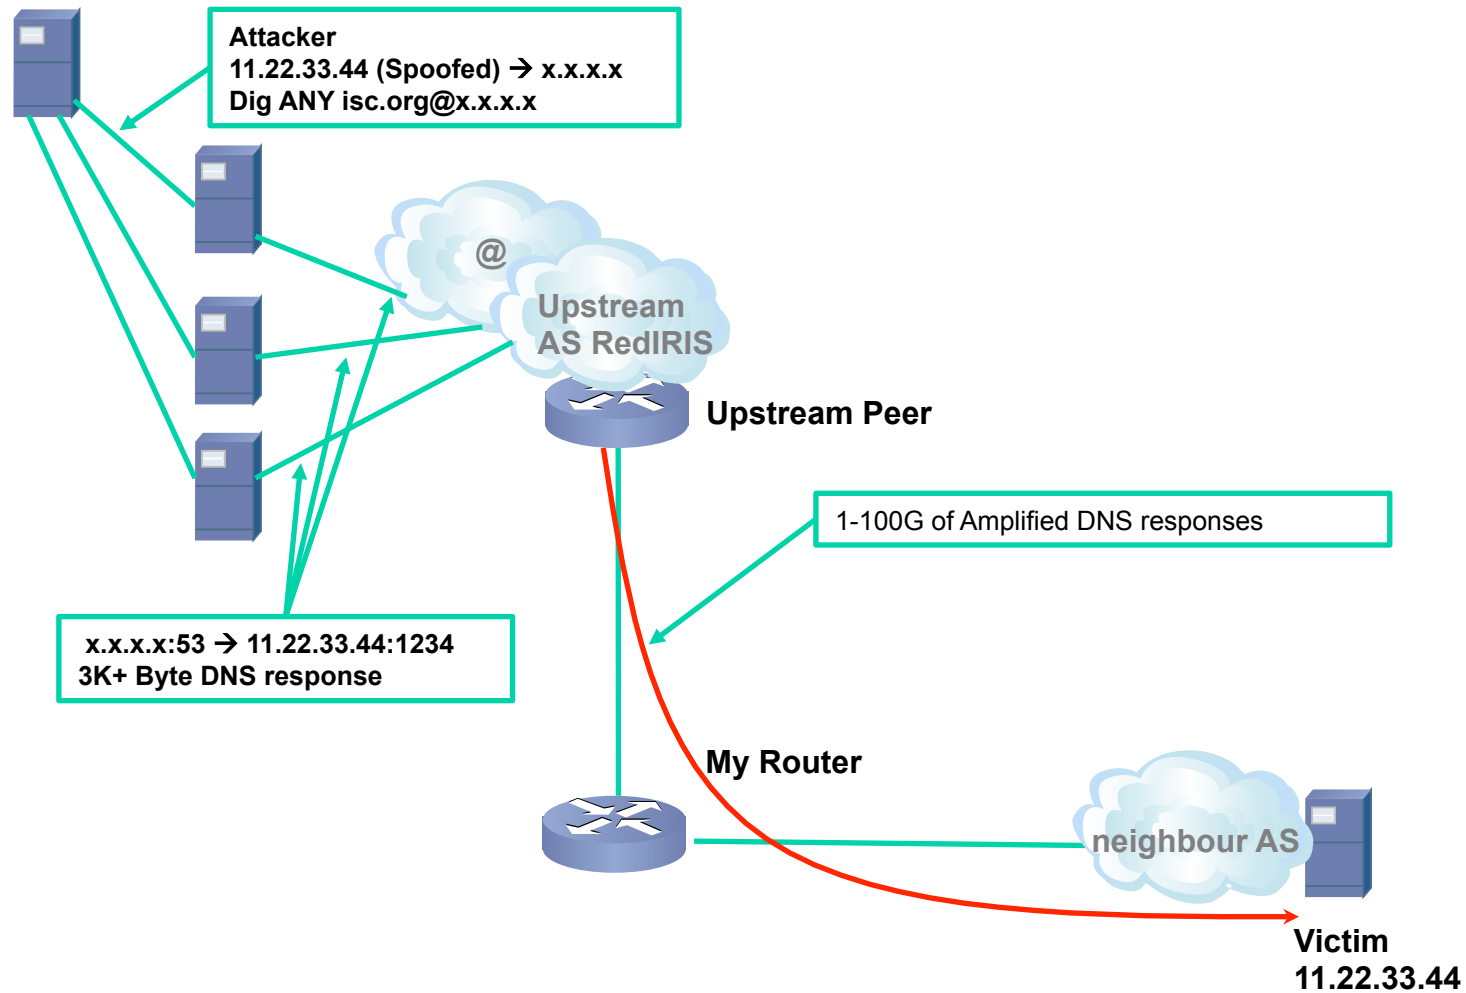 Attacker
11.22.33.44 (Spoofed) → x.x.x.x
Dig ANY isc.org@x.x.x.x
@
Upstream
AS RedIRIS
Upstream Peer
1-100G of Amplified DNS responses
x.x.x.x:53 → 11.22.33.44:1234
3K+ Byte DNS response
My Router
neighbour AS
Victim
11.22.33.44